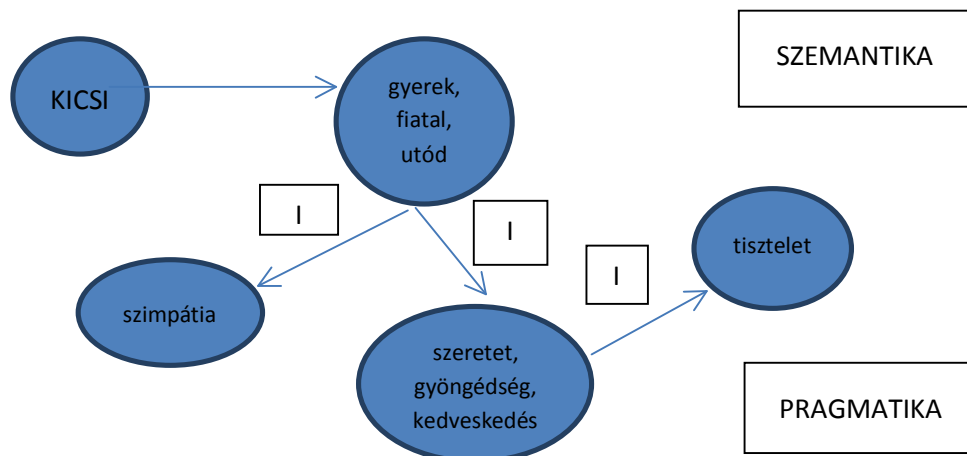 SZEMANTIKA
KICSI
gyerek,
fiatal,
utód
I
I
I
tisztelet
szimpátia
szeretet,
gyöngédség,
kedveskedés
PRAGMATIKA